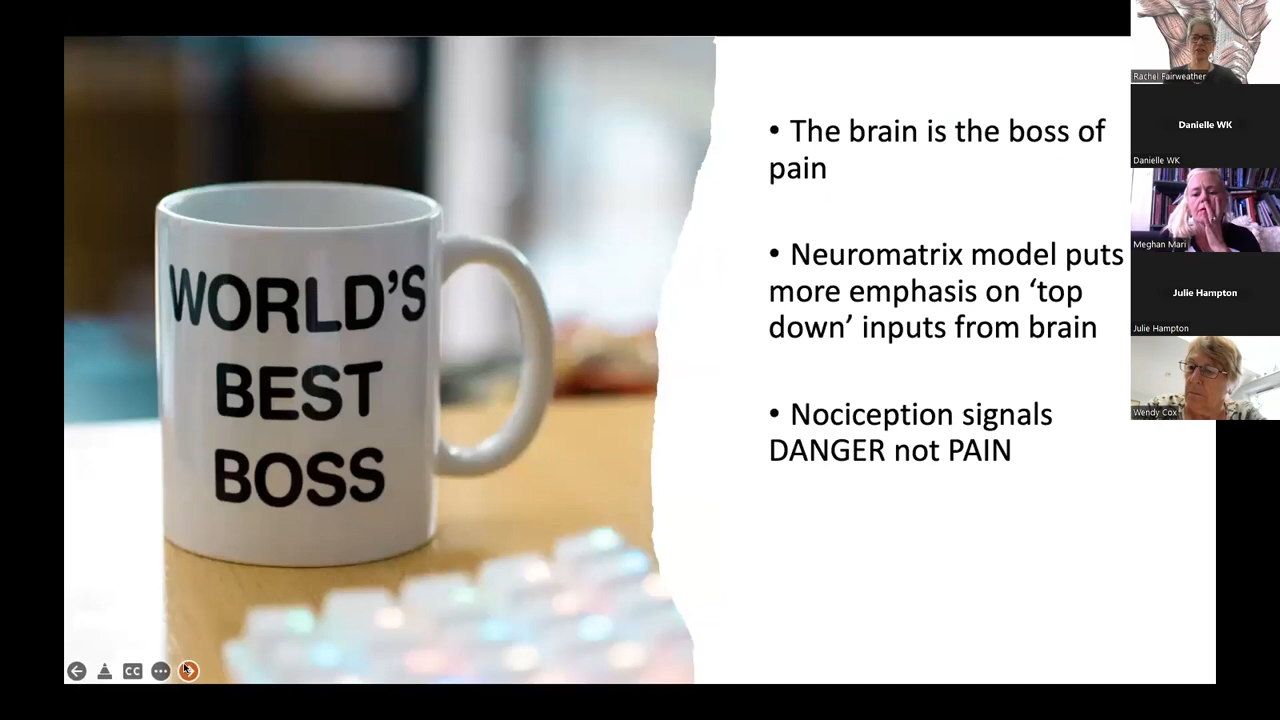 WORLD'S
BEST
BOSS
• The brain is the boss of
pain
• Neuromatrix model puts
more emphasis on ‘top
down’ inputs from brain
• Nociception signals
DANGER not PAIN
Rachel Fairweather
Danielle WK
Danielle WK
Meghan Mari
Julie Hampton
Julie Hampton
Wendy Cox
CC